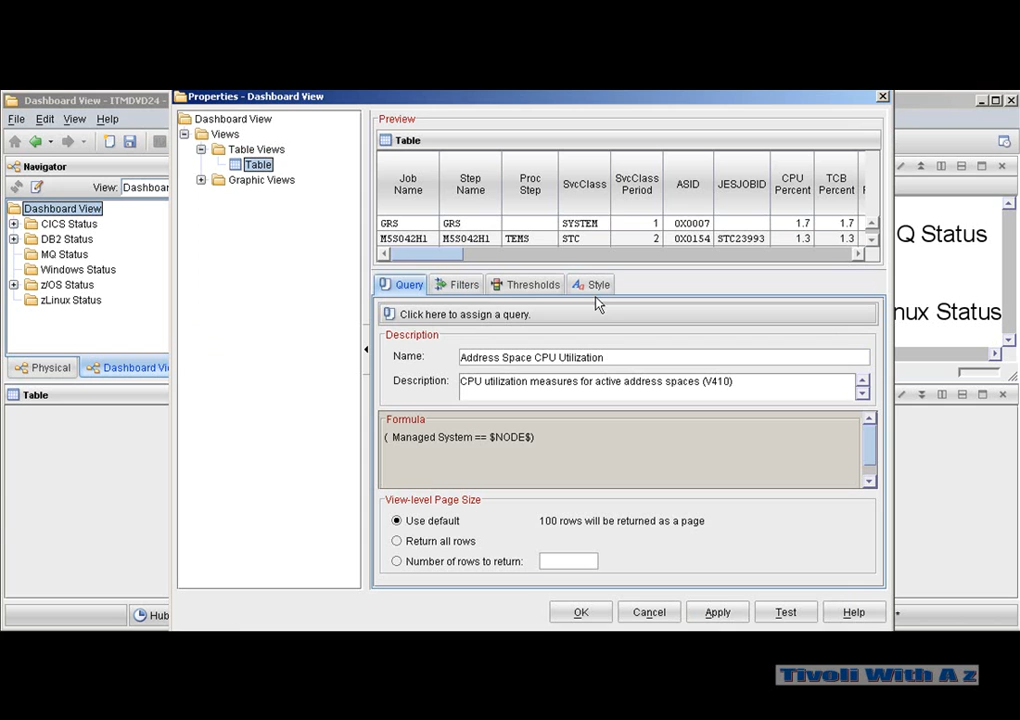 Dashboard View - ITMDVD24 -
Properties - Dashboard View
File Edit View Help
Navigator
View: Dashboar
Dashboard View
CICS Status
DB2 Status
MQ Status
Windows Status
z/OS Status
zLinux Status
Physical
Dashboard Vi
Table
Hub
Dashboard View
Views
Table Views
Table
Graphic Views
Preview
Table
Job Name Step Name Proc Step SvcClass SvcClass Period ASID JESJOBID CPU Percent TCB Percent
GRS GRS SYSTEM 1 0X0007 1.7 1.7
M5S042H1 M5S042H1 TEMS STC 2 0X0154 STC23993 1.3 1.3
Query Filters Thresholds Style
Click here to assign a query.
Description
Name: Address Space CPU Utilization
Description: CPU utilization measures for active address spaces (V410)
Formula
( Managed System == $NODE$)
View-level Page Size
Use default 100 rows will be returned as a page
Return all rows
Number of rows to return:
OK Cancel Apply Test Help
Q Status
nux Status
Tivoli With A z